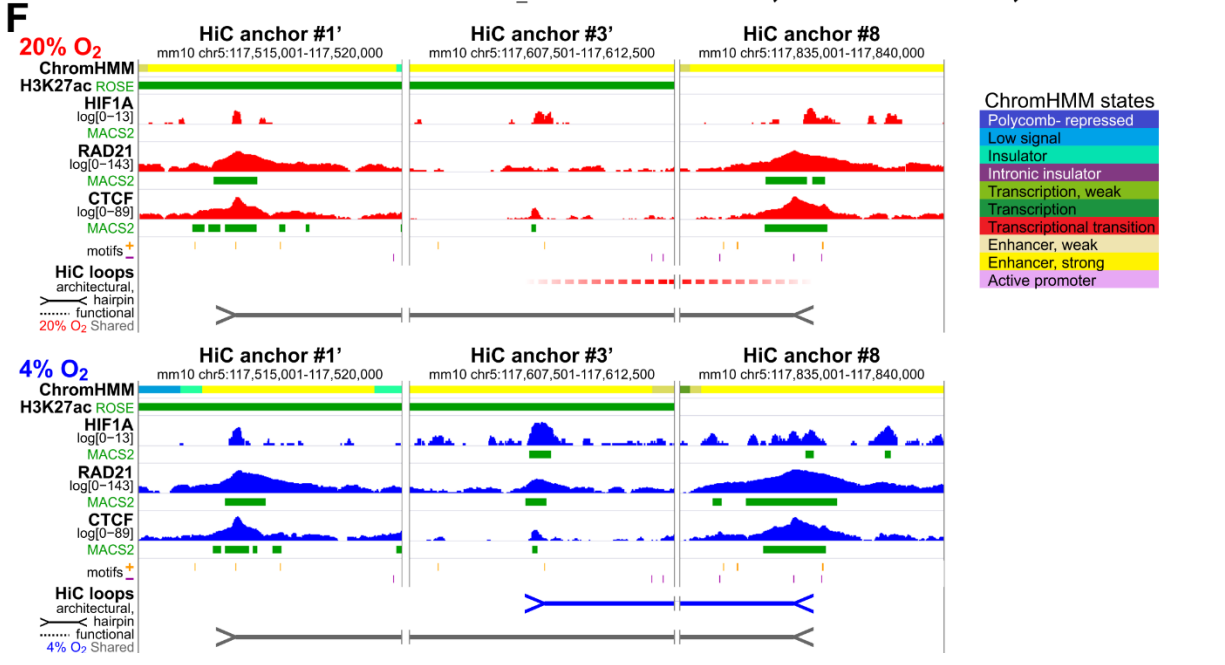 F
20% O₂
HiC anchor #1’ HiC anchor #3’ HiC anchor #8
mm10 chr5:117,515,001-117,520,000 mm10 chr5:117,607,501-117,612,500 mm10 chr5:117,835,001-117,840,000
ChromHMM
H3K27ac ROSE
HIF1A
log[0−13]
MACS2
RAD21
log[0−143]
MACS2
CTCF
log[0−89]
MACS2
motifs +
−
HiC loops
architectural,
hairpin
functional
20% O₂ Shared
4% O₂
HiC anchor #1’ HiC anchor #3’ HiC anchor #8
mm10 chr5:117,515,001-117,520,000 mm10 chr5:117,607,501-117,612,500 mm10 chr5:117,835,001-117,840,000
ChromHMM
H3K27ac ROSE
HIF1A
log[0−13]
MACS2
RAD21
log[0−143]
MACS2
CTCF
log[0−89]
MACS2
motifs +
−
HiC loops
architectural,
hairpin
functional
4% O₂ Shared
ChromHMM states
Polycomb- repressed
Low signal
Insulator
Intronic insulator
Transcription, weak
Transcription
Transcriptional transition
Enhancer, weak
Enhancer, strong
Active promoter